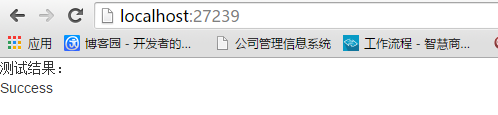 localhost:27239
应用 博客园 - 开发者的... 公司管理信息系统 工作流程 - 智慧商...
测试结果：
Success